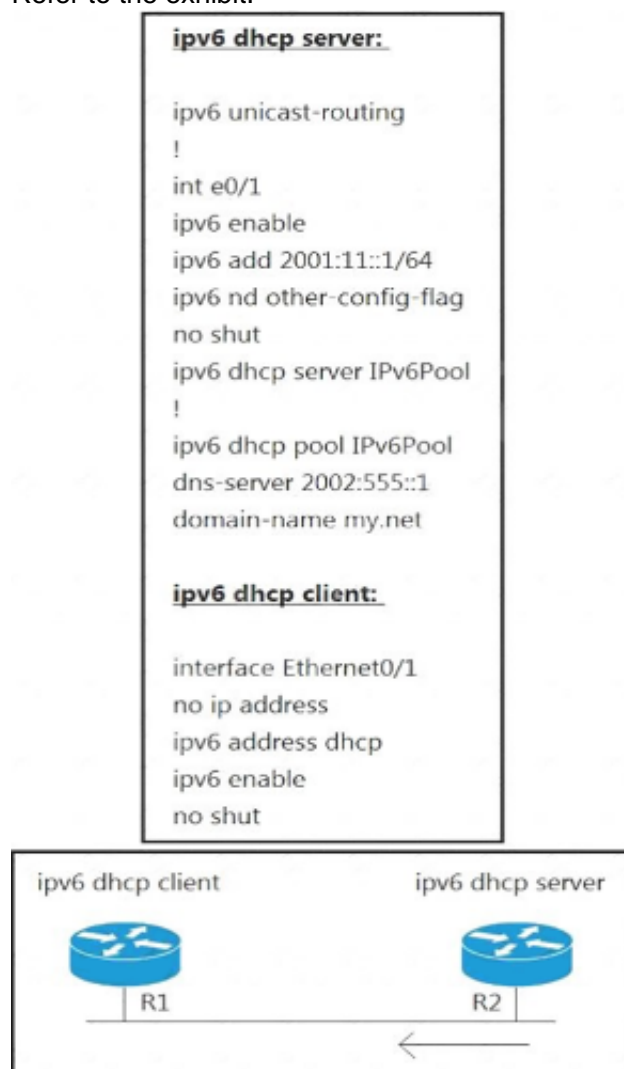 Refer to the exhibit.
ipv6 dhcp server:
ipv6 unicast-routing
!
int e0/1
ipv6 enable
ipv6 add 2001:11::1/64
ipv6 nd other-config-flag
no shut
ipv6 dhcp server IPv6Pool
!
ipv6 dhcp pool IPv6Pool
dns-server 2002:555::1
domain-name my.net
ipv6 dhcp client:
interface Ethernet0/1
no ip address
ipv6 address dhcp
ipv6 enable
no shut
ipv6 dhcp client ipv6 dhcp server
R1 R2